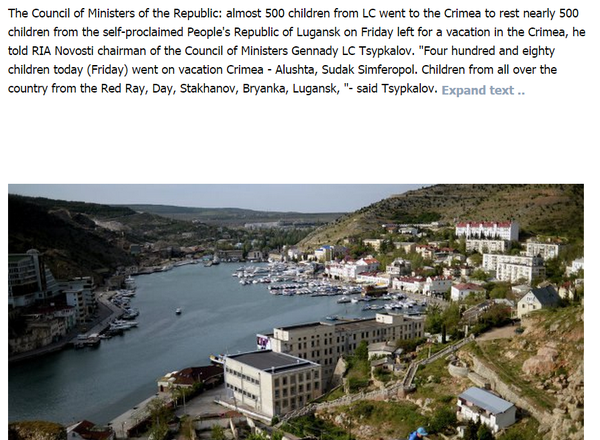 The Council of Ministers of the Republic: almost 500 children from LC went to the Crimea to rest nearly 500
children from the self-proclaimed People's Republic of Lugansk on Friday left for a vacation in the Crimea, he
told RIA Novosti chairman of the Council of Ministers Gennady LC Tsypkalov. "Four hundred and eighty
children today (Friday) went on vacation Crimea - Alushta, Sudak Simferopol. Children from all over the
country from the Red Ray, Day, Stakhanov, Bryanka, Lugansk, "- said Tsypkalov. Expand text ..